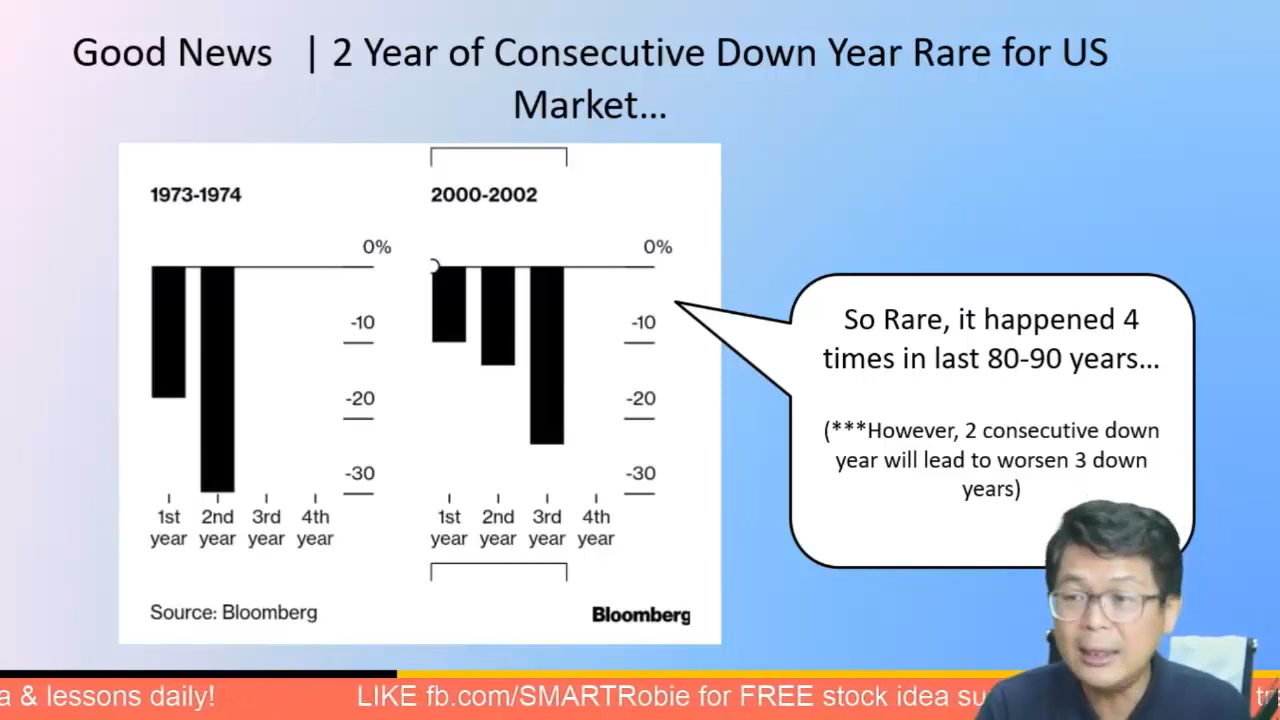 Good News | 2 Year of Consecutive Down Year Rare for US
Market...
1973-1974
0%
-10
-20
-30
1st year
2nd year
3rd year
4th year
2000-2002
0%
-10
-20
-30
1st year
2nd year
3rd year
4th year
Source: Bloomberg
Bloomberg
So Rare, it happened 4
times in last 80-90 years...
(***However, 2 consecutive down
year will lead to worsen 3 down
years)
& lessons daily!
LIKE fb.com/SMARTRobie for FREE stock idea